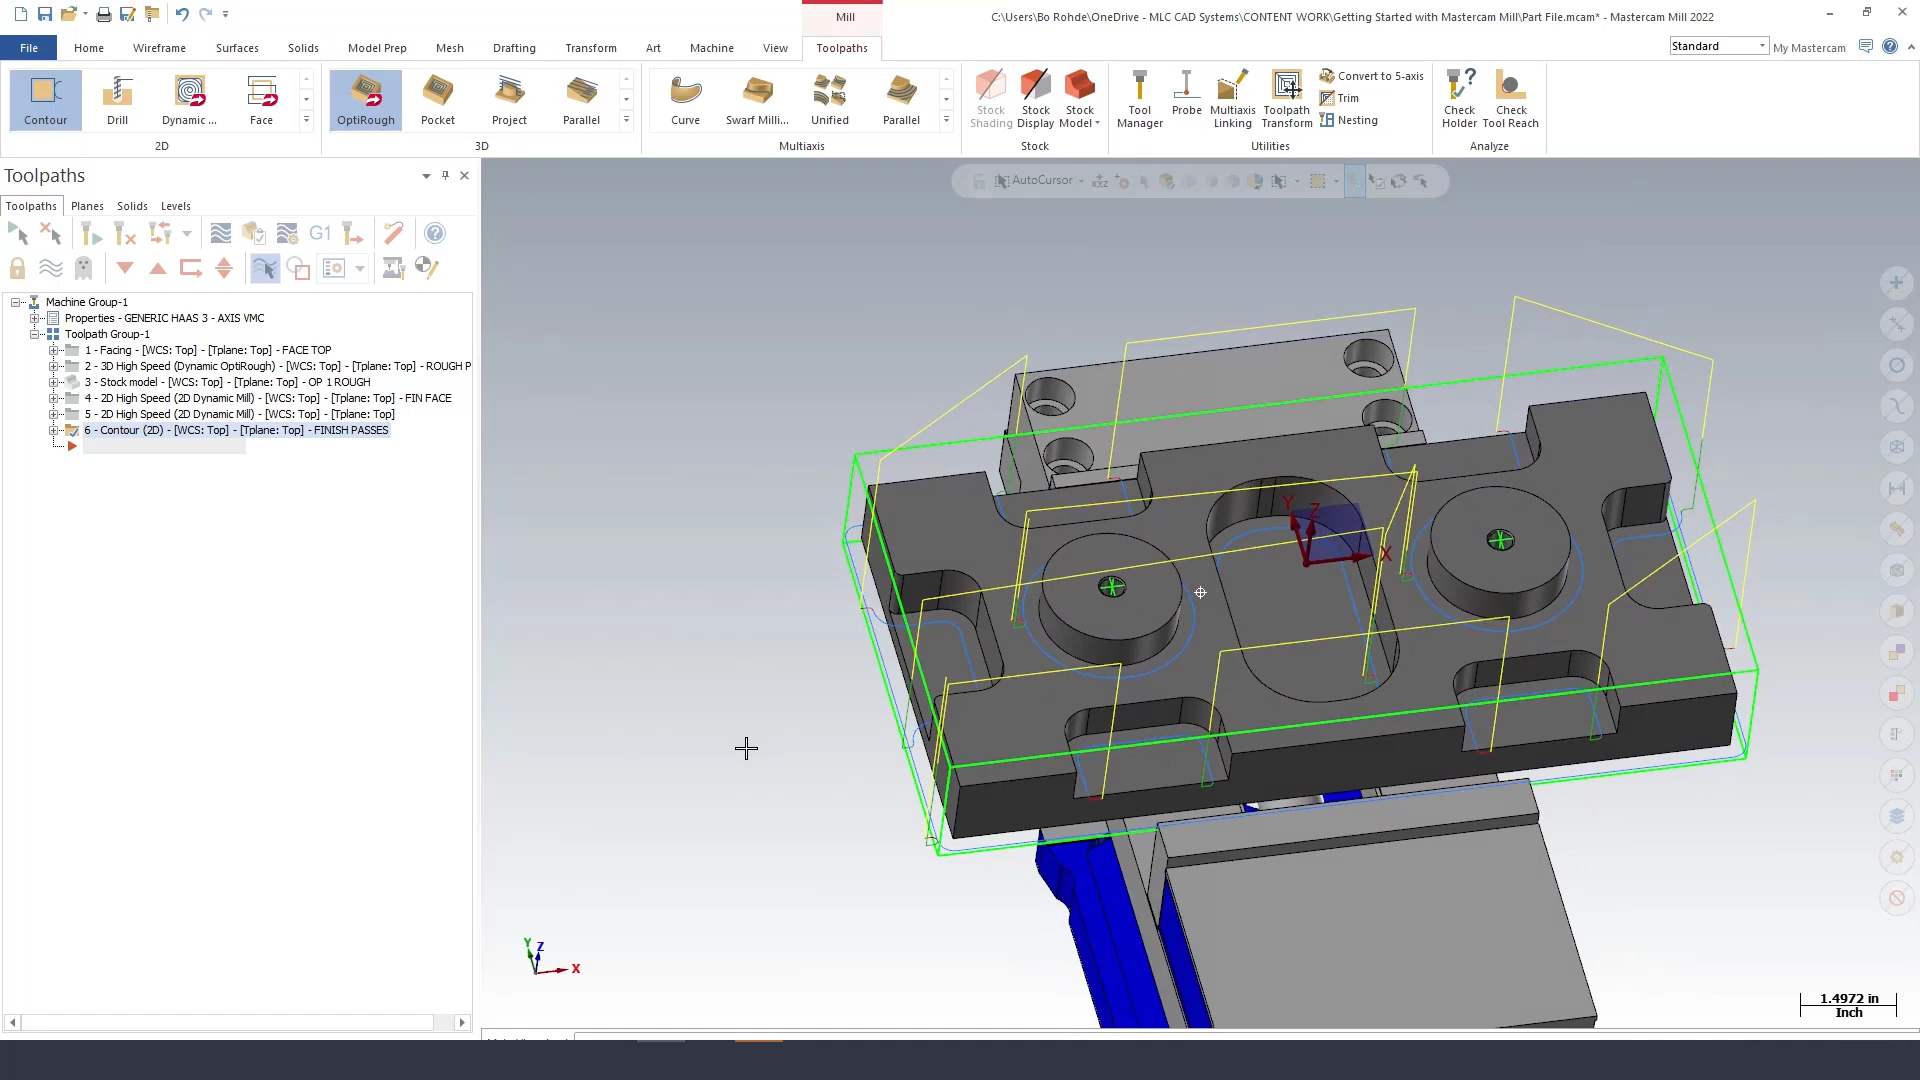 Mill
C:\Users\Bo Rohde\OneDrive - MLC CAD Systems\CONTENT WORK\Getting Started with Mastercam Mill\Part File.mcam* - Mastercam Mill 2022
File Home Wireframe Surfaces Solids Model Prep Mesh Drafting Transform Art Machine View Toolpaths
Standard My Mastercam
Contour Drill Dynamic ... Face
2D
OptiRough Pocket Project Parallel
3D
Curve Swarf Milli... Unified Parallel
Multiaxis
Stock Shading Stock Display Stock Model
Stock
Tool Manager Probe Multiaxis Linking Toolpath Transform
Convert to 5-axis
Trim
Nesting
Utilities
Check Holder Check Tool Reach
Analyze
Toolpaths
Toolpaths Planes Solids Levels
G1
AutoCursor
Machine Group-1
Properties - GENERIC HAAS 3 - AXIS VMC
Toolpath Group-1
1 - Facing - [WCS: Top] - [Tplane: Top] - FACE TOP
2 - 3D High Speed (Dynamic OptiRough) - [WCS: Top] - [Tplane: Top] - ROUGH P
3 - Stock model - [WCS: Top] - [Tplane: Top] - OP 1 ROUGH
4 - 2D High Speed (2D Dynamic Mill) - [WCS: Top] - [Tplane: Top] - FIN FACE
5 - 2D High Speed (2D Dynamic Mill) - [WCS: Top] - [Tplane: Top]
6 - Contour (2D) - [WCS: Top] - [Tplane: Top] - FINISH PASSES
Y Z X
Y Z X
1.4972 in
Inch